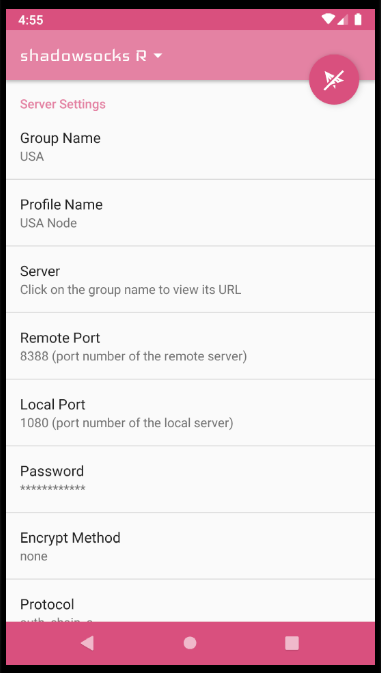 4:55
shadowsocks R
Server Settings
Group Name
USA
Profile Name
USA Node
Server
Click on the group name to view its URL
Remote Port
8388 (port number of the remote server)
Local Port
1080 (port number of the local server)
Password
************
Encrypt Method
none
Protocol